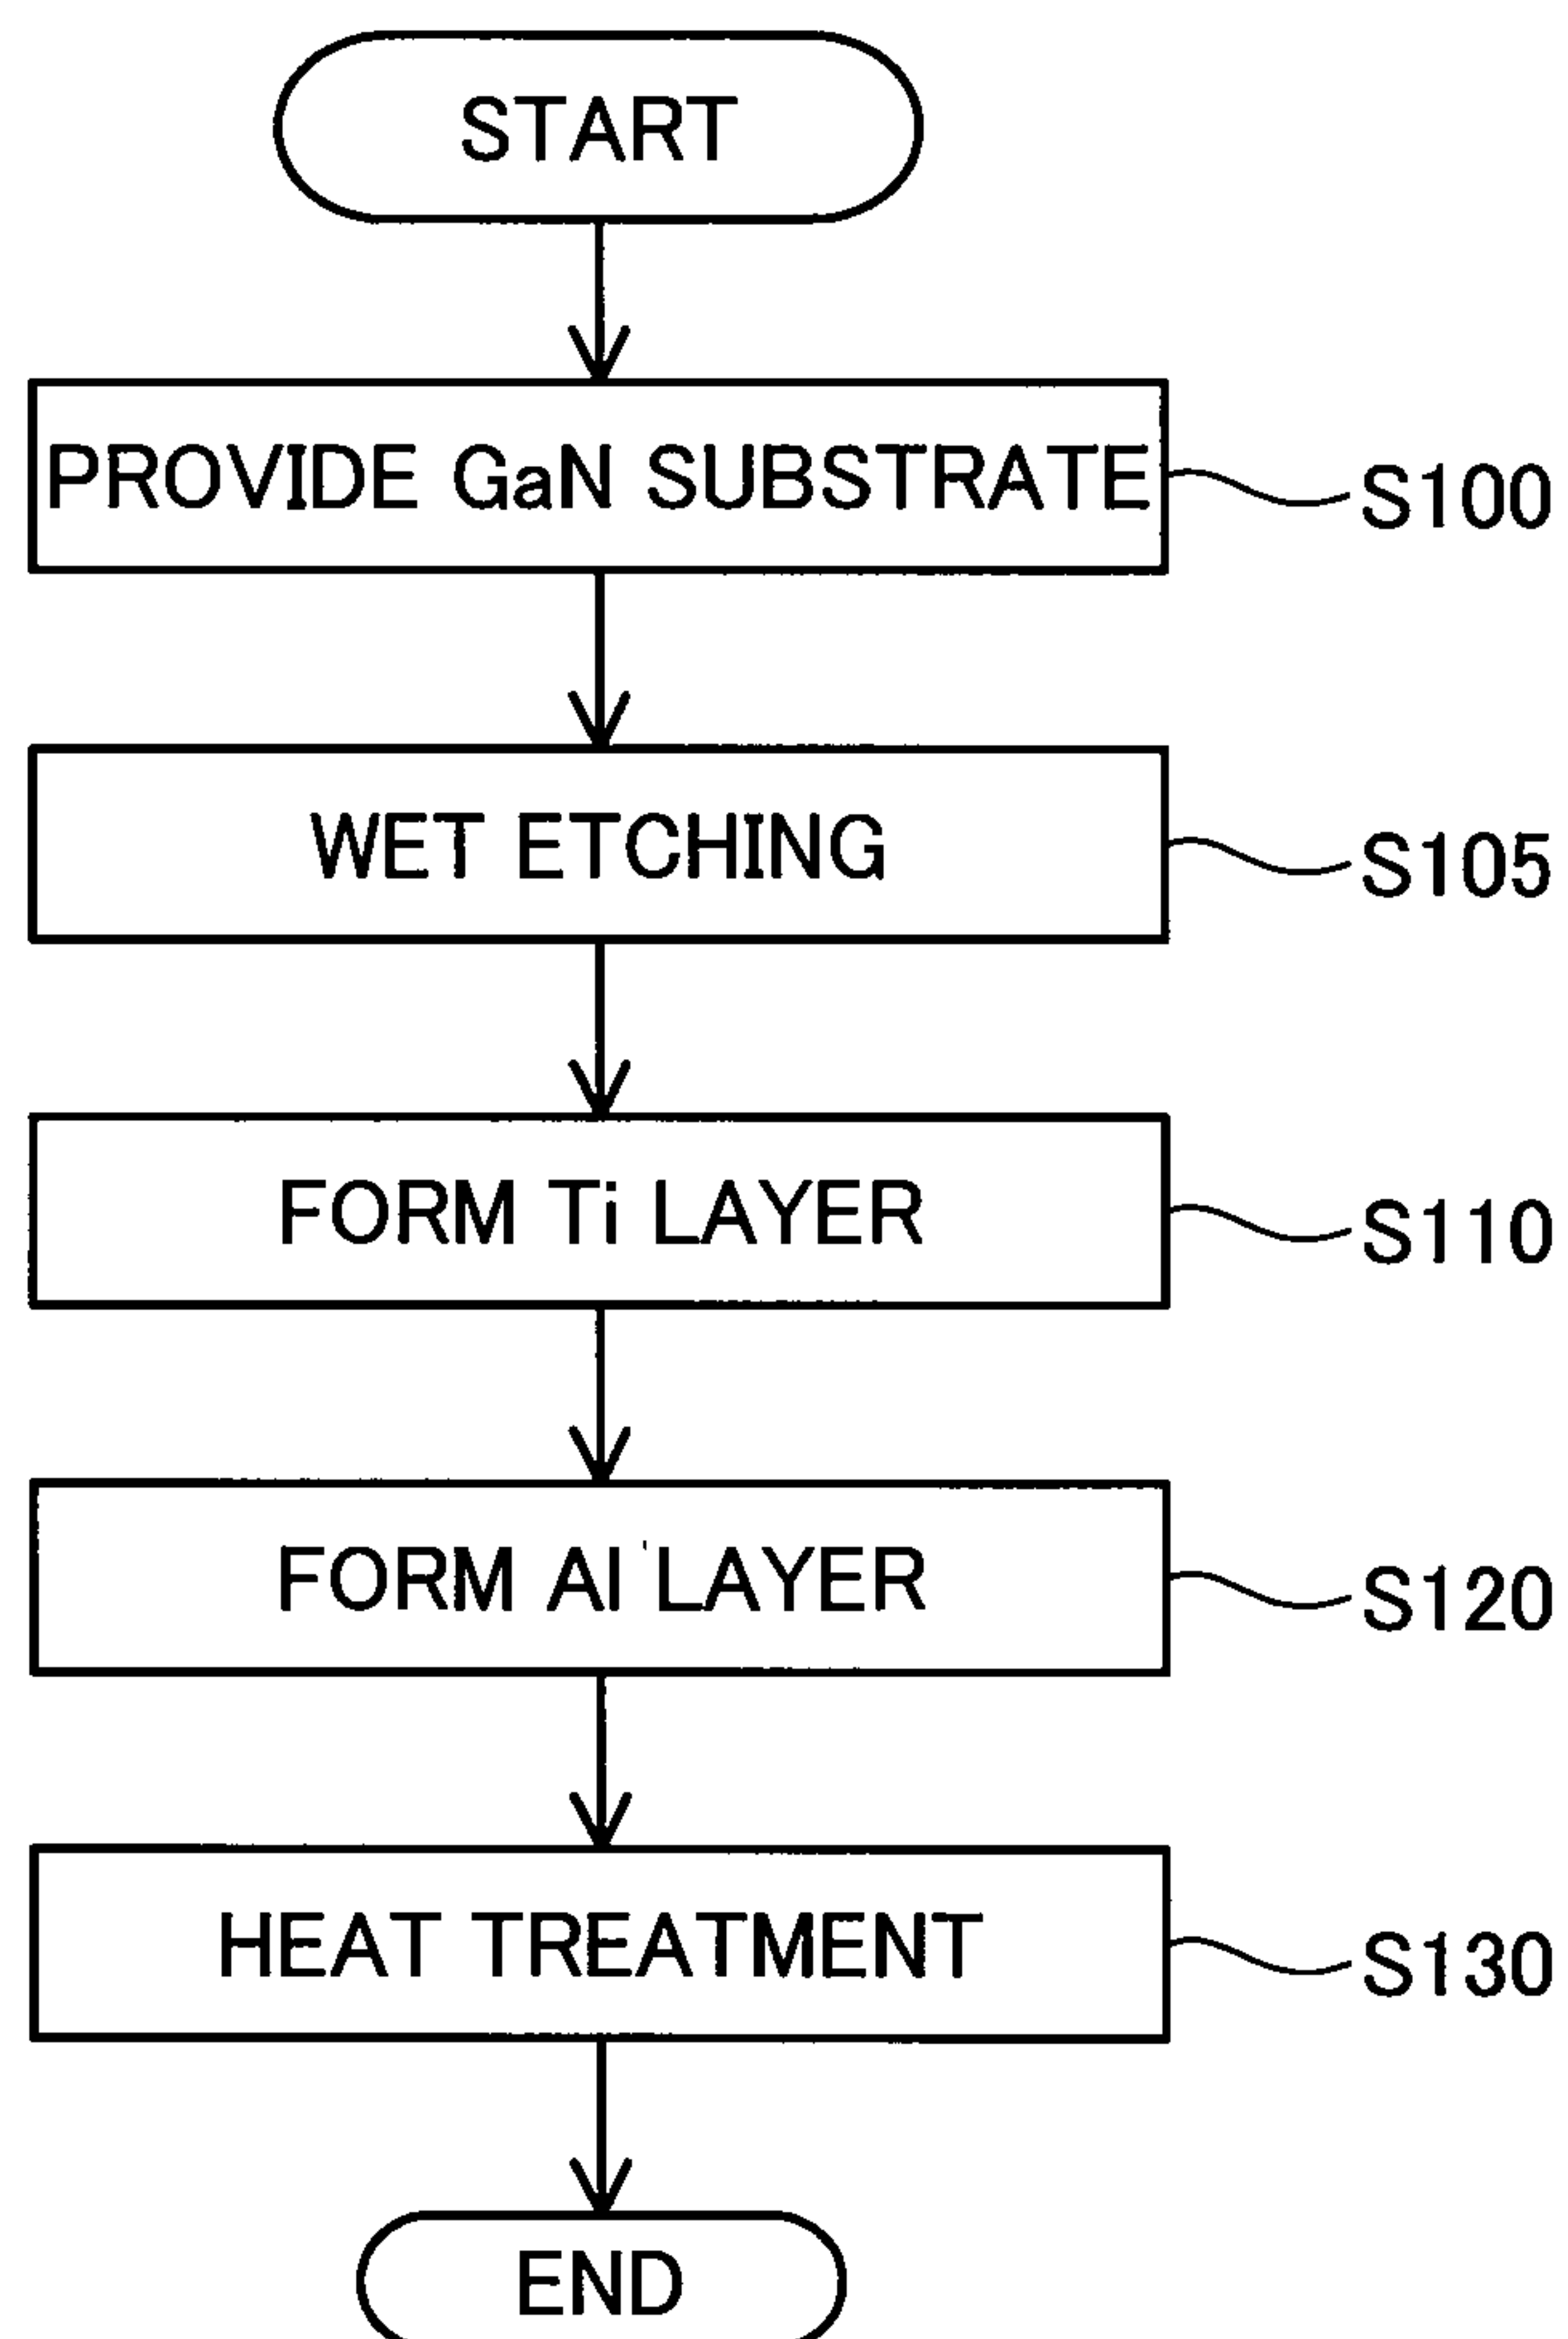 START
PROVIDE GaN SUBSTRATE
S100
WET ETCHING
S105
FORM Ti LAYER
S110
FORM Al LAYER
S120
HEAT TREATMENT
S130
END